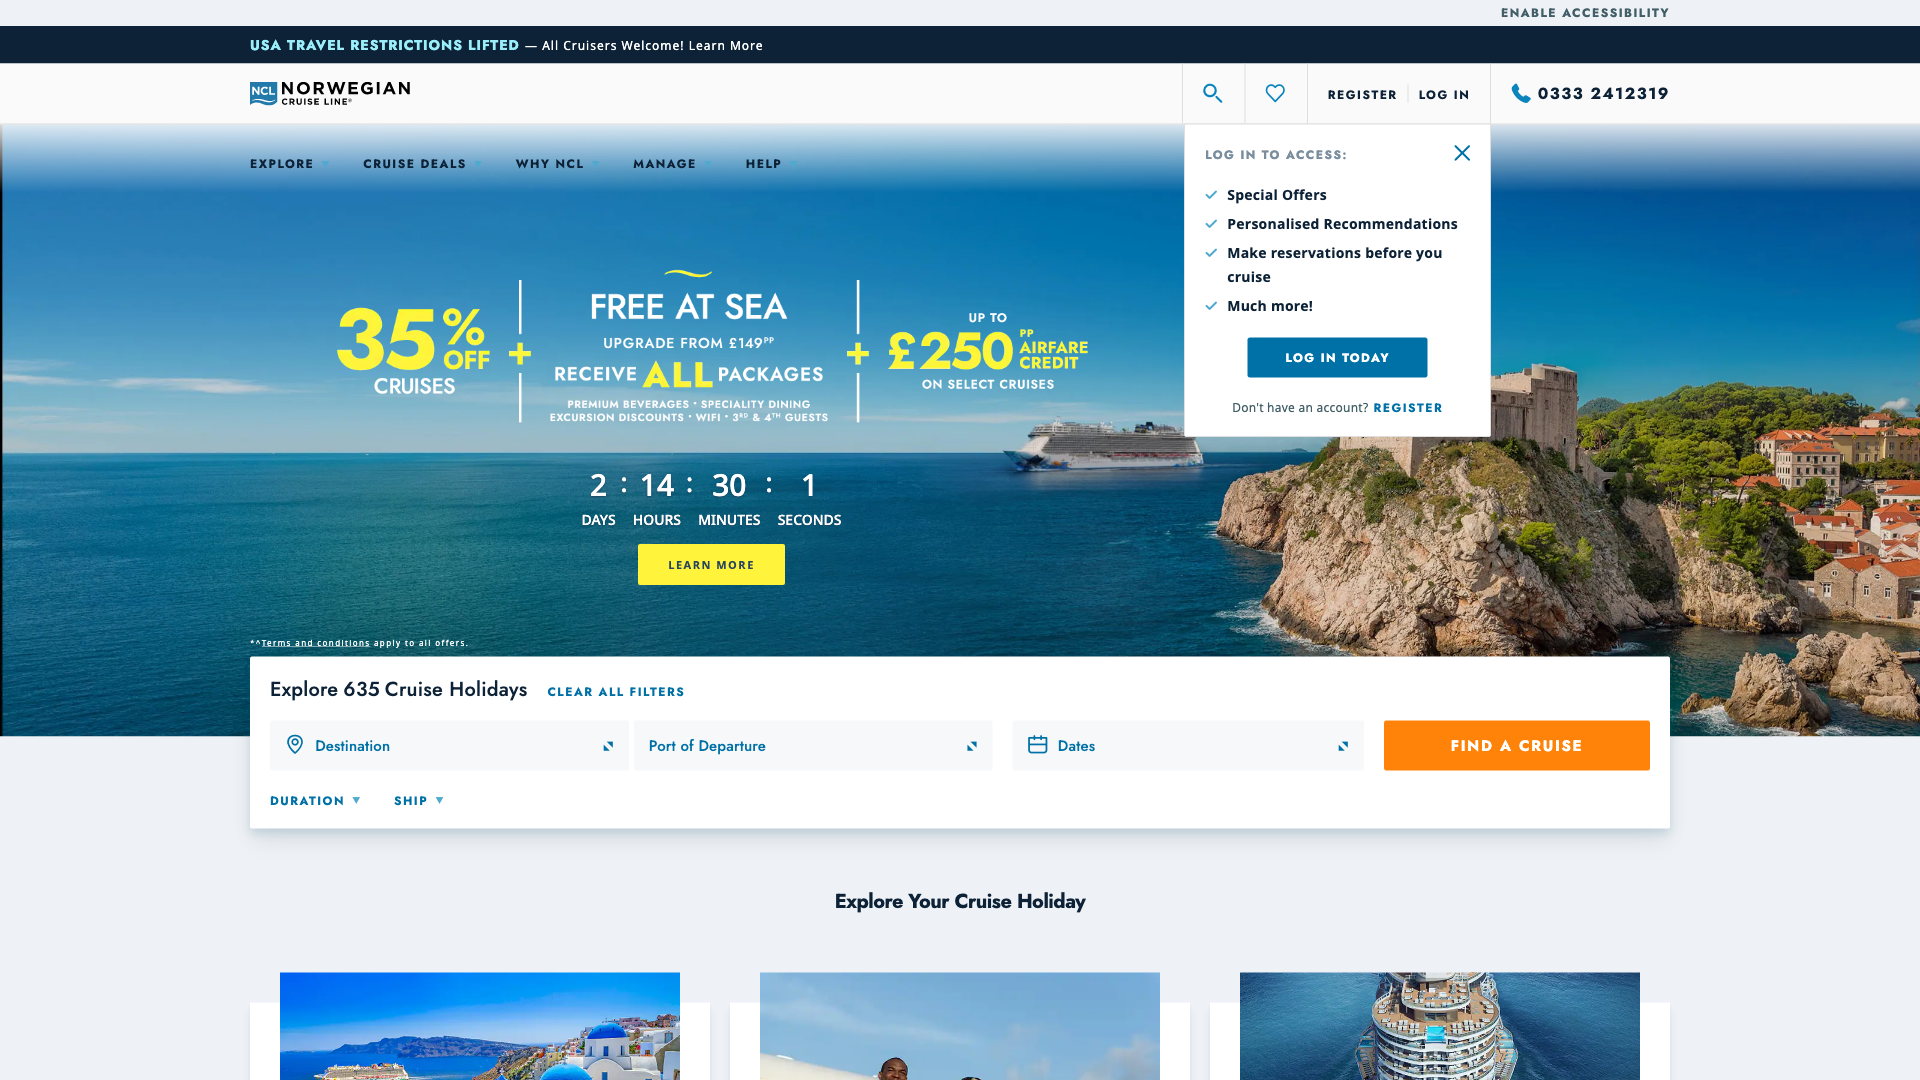 ENABLE ACCESSIBILITY
USA TRAVEL RESTRICTIONS LIFTED — All Cruisers Welcome! Learn More
NCL NORWEGIAN
CRUISE LINE®
REGISTER
LOG IN
0333 2412319
EXPLORE
CRUISE DEALS
WHY NCL
MANAGE
HELP
LOG IN TO ACCESS:
Special Offers
Personalised Recommendations
Make reservations before you
cruise
Much more!
LOG IN TODAY
Don't have an account? REGISTER
35% OFF
CRUISES
+
FREE AT SEA
UPGRADE FROM £149PP
RECEIVE ALL PACKAGES
PREMIUM BEVERAGES • SPECIALITY DINING
EXCURSION DISCOUNTS • WIFI • 3RD & 4TH GUESTS
+
UP TO
£250 PP AIRFARE CREDIT
ON SELECT CRUISES
2 : 14 : 30 : 1
DAYS HOURS MINUTES SECONDS
LEARN MORE
*^Terms and conditions apply to all offers.
Explore 635 Cruise Holidays
CLEAR ALL FILTERS
Destination
Port of Departure
Dates
FIND A CRUISE
DURATION
SHIP
Explore Your Cruise Holiday